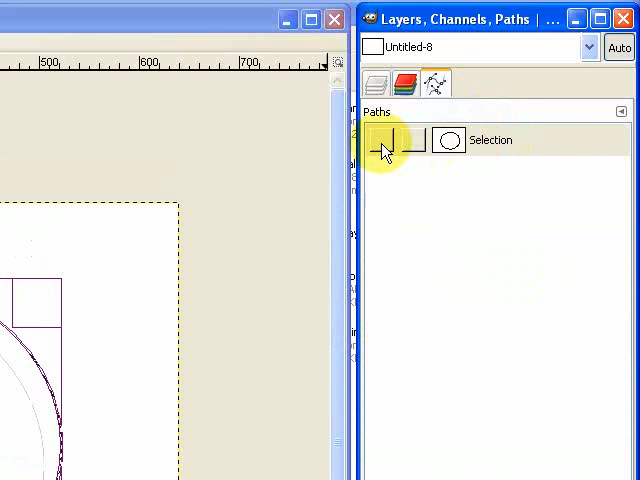 Layers, Channels, Paths | ...
Untitled-8
Auto
500
600
700
Paths
Selection